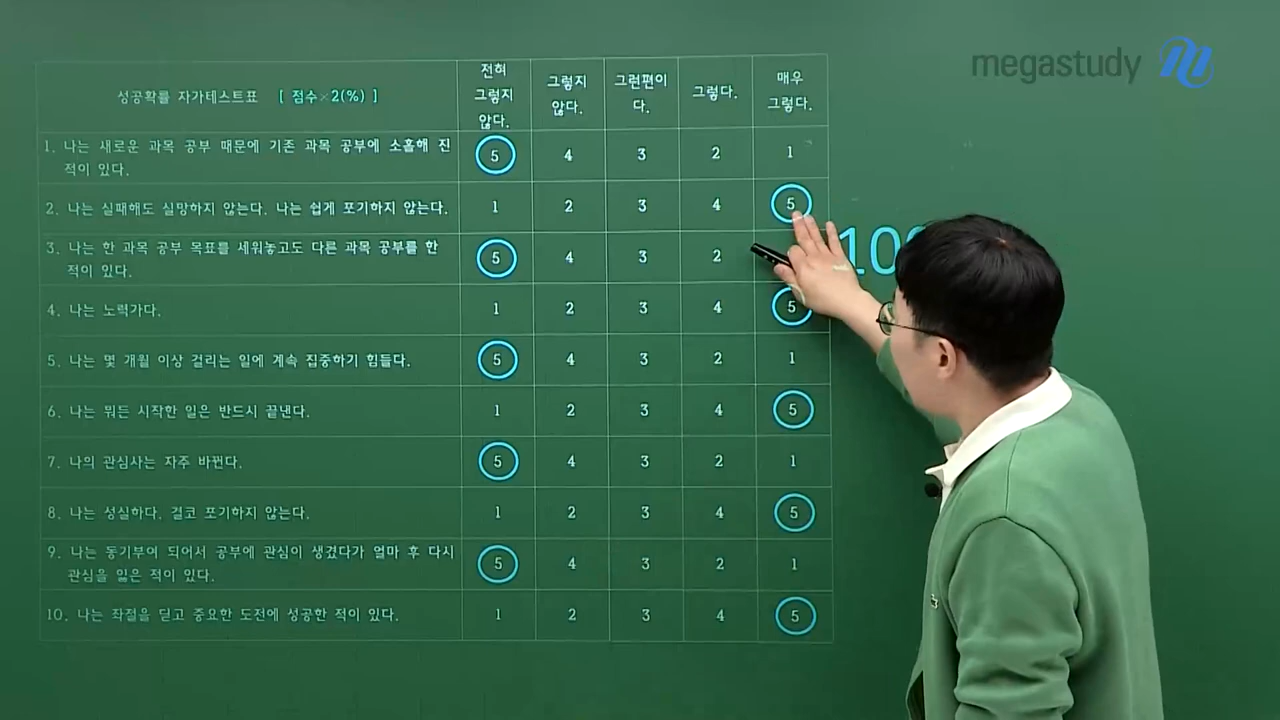 megastudy
성공확률 자가테스트표 [ 점수×2(%) ]
전혀
그렇지
않다.
그렇지
않다.
그런편이
다.
그렇다.
매우
그렇다.
1. 나는 새로운 과목 공부 때문에 기존 과목 공부에 소홀해 진
적이 있다.
5 4 3 2 1
2. 나는 실패해도 실망하지 않는다. 나는 쉽게 포기하지 않는다.
1 2 3 4 5
3. 나는 한 과목 공부 목표를 세워놓고도 다른 과목 공부를 한
적이 있다.
5 4 3 2
4. 나는 노력가다.
1 2 3 4 5
5. 나는 몇 개월 이상 걸리는 일에 계속 집중하기 힘들다.
5 4 3 2 1
6. 나는 뭐든 시작한 일은 반드시 끝낸다.
1 2 3 4 5
7. 나의 관심사는 자주 바뀐다.
5 4 3 2 1
8. 나는 성실하다. 결코 포기하지 않는다.
1 2 3 4 5
9. 나는 동기부여 되어서 공부에 관심이 생겼다가 얼마 후 다시
관심을 잃은 적이 있다.
5 4 3 2 1
10. 나는 좌절을 딛고 중요한 도전에 성공한 적이 있다.
1 2 3 4 5